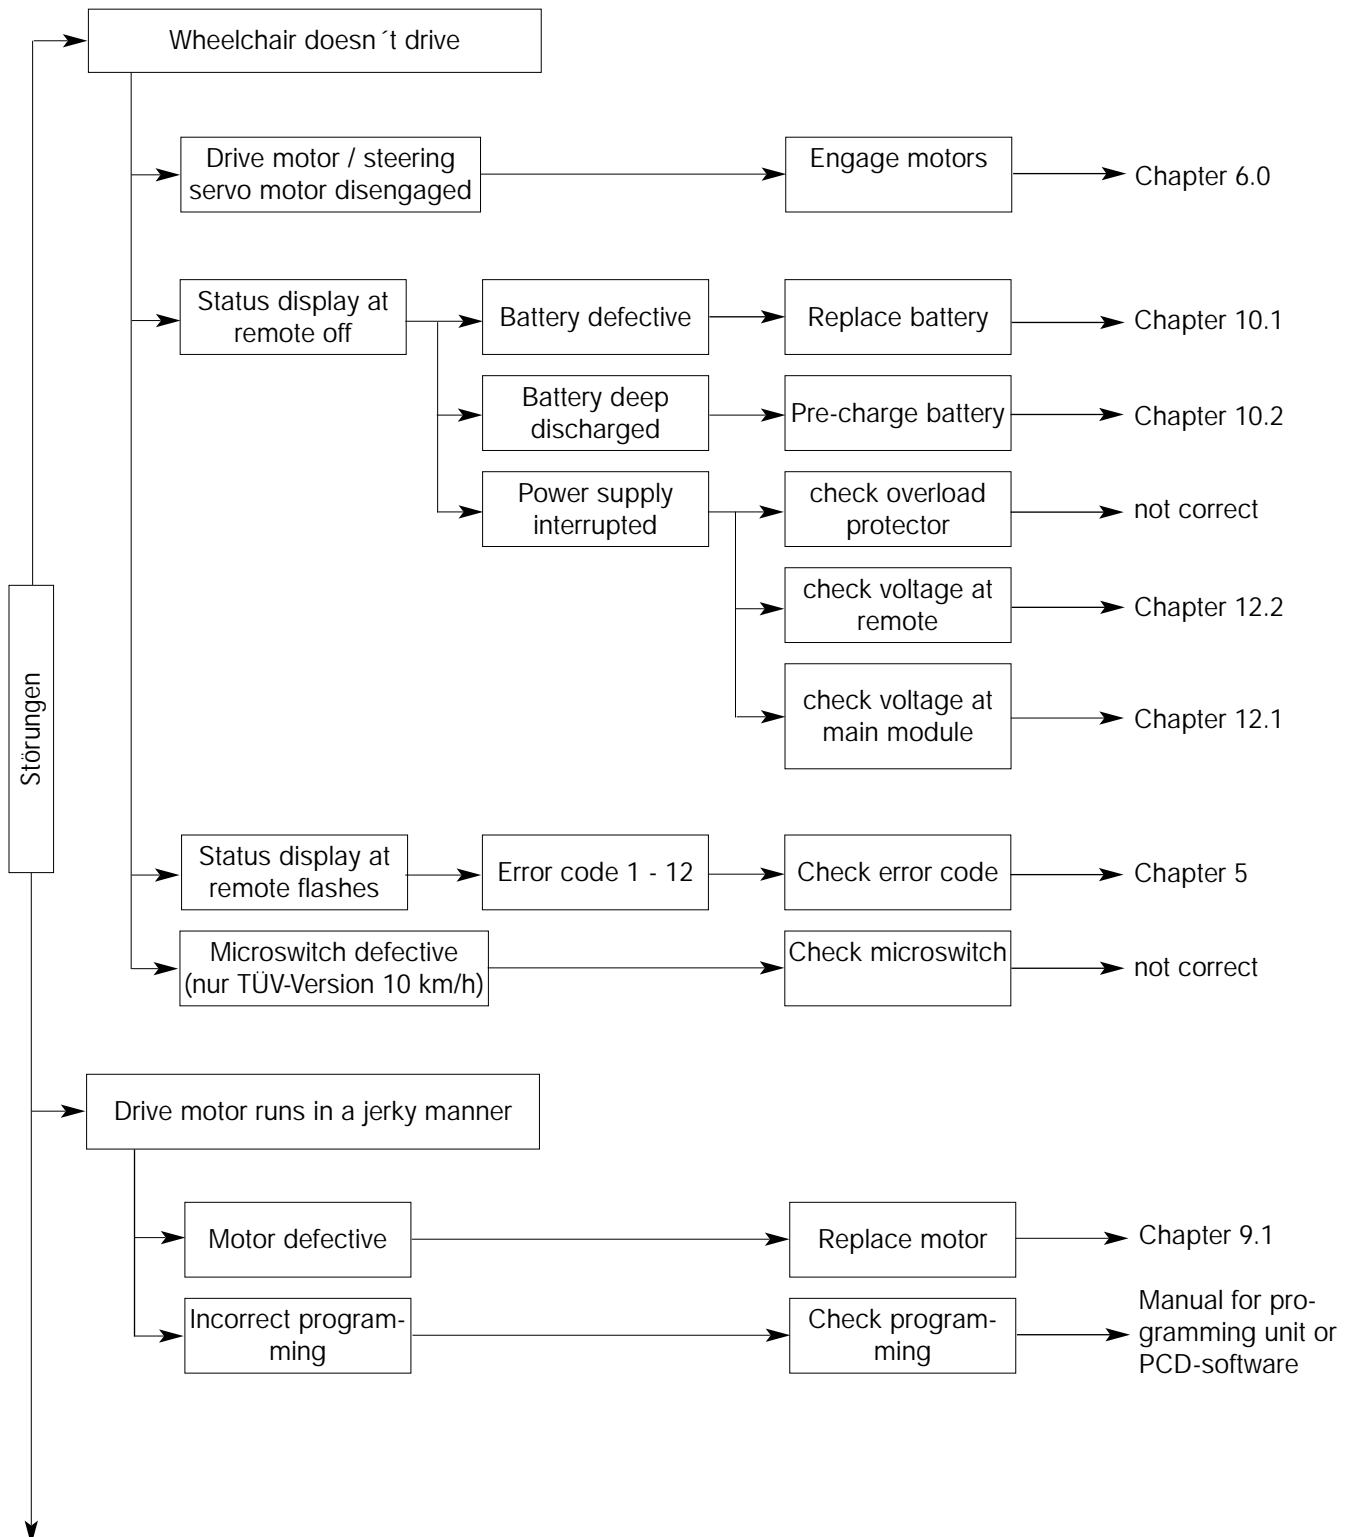 Wheelchair doesn ´t drive
Drive motor / steering
servo motor disengaged
Engage motors
Chapter 6.0
Status display at
remote off
Battery defective
Replace battery
Chapter 10.1
Battery deep
discharged
Pre-charge battery
Chapter 10.2
Power supply
interrupted
check overload
protector
not correct
check voltage at
remote
Chapter 12.2
check voltage at
main module
Chapter 12.1
Störungen
Status display at
remote flashes
Error code 1 - 12
Check error code
Chapter 5
Microswitch defective
(nur TÜV-Version 10 km/h)
Check microswitch
not correct
Drive motor runs in a jerky manner
Motor defective
Replace motor
Chapter 9.1
Incorrect program-
ming
Check program-
ming
Manual for pro-
gramming unit or
PCD-software